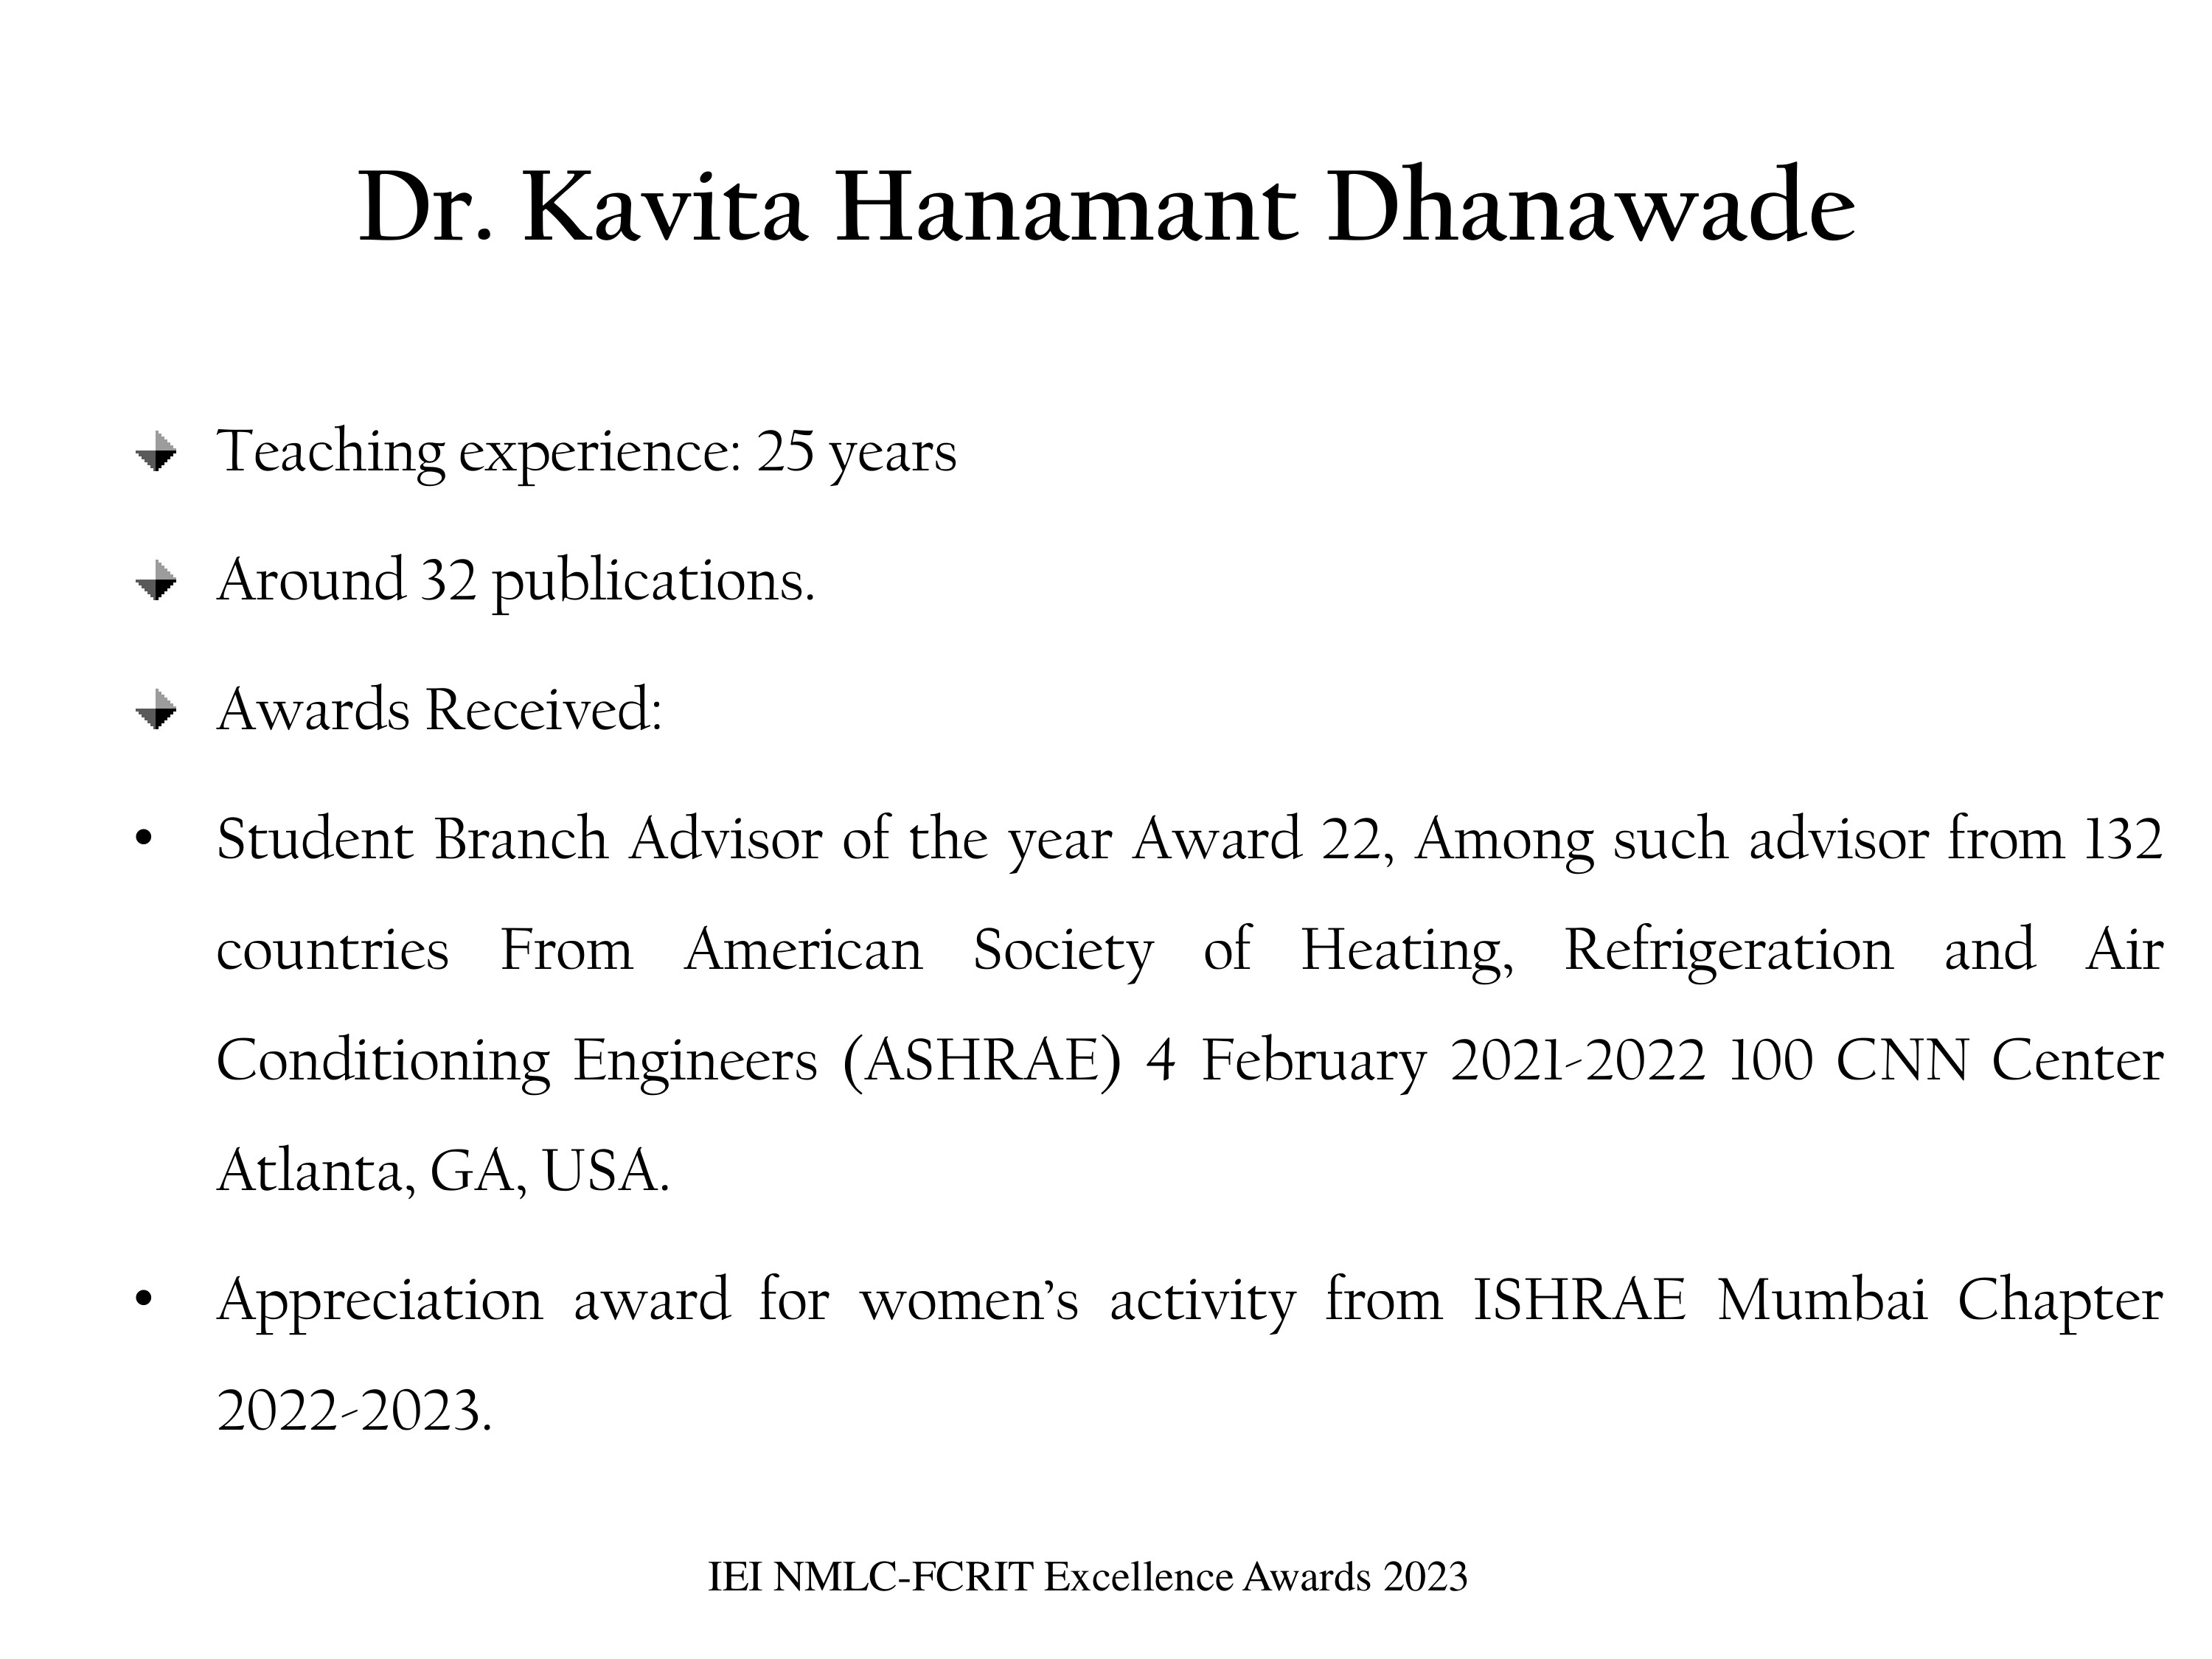 Dr. Kavita Hanamant Dhanawade
Teaching experience: 25 years
Around 32 publications.
Awards Received:
• Student Branch Advisor of the year Award 22, Among such advisor from 132
countries From American Society of Heating, Refrigeration and Air
Conditioning Engineers (ASHRAE) 4 February 2021-2022 100 CNN Center
Atlanta, GA, USA.
• Appreciation award for women’s activity from ISHRAE Mumbai Chapter
2022-2023.
IEI NMLC-FCRIT Excellence Awards 2023